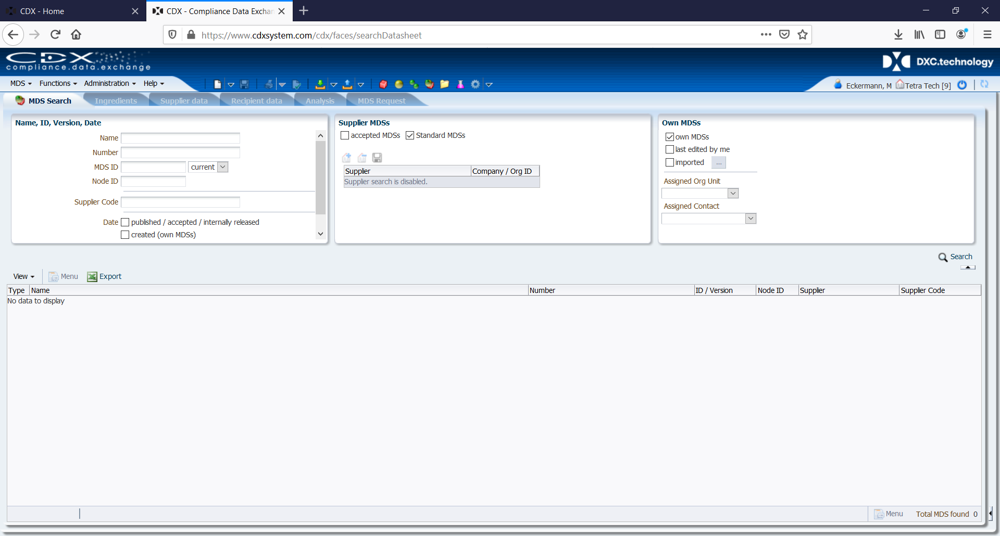 CDX - Home
CDX - Compliance Data Exchan
https://www.cdxsystem.com/cdx/faces/searchDatasheet
CDX
compliance.data.exchange
DXC.technology
MDS Functions Administration Help
Eckermann, M Tetra Tech [9]
MDS Search Ingredients Supplier data Recipient data Analysis MDS Request
Name, ID, Version, Date
Name
Number
MDS ID current
Node ID
Supplier Code
Date published / accepted / internally released
created (own MDSs)
Supplier MDSs
accepted MDSs Standard MDSs
Supplier Company / Org ID
Supplier search is disabled.
Own MDSs
own MDSs
last edited by me
imported ...
Assigned Org Unit
Assigned Contact
Search
View Menu Export
Type Name Number ID / Version Node ID Supplier Supplier Code
No data to display
Menu Total MDS found 0